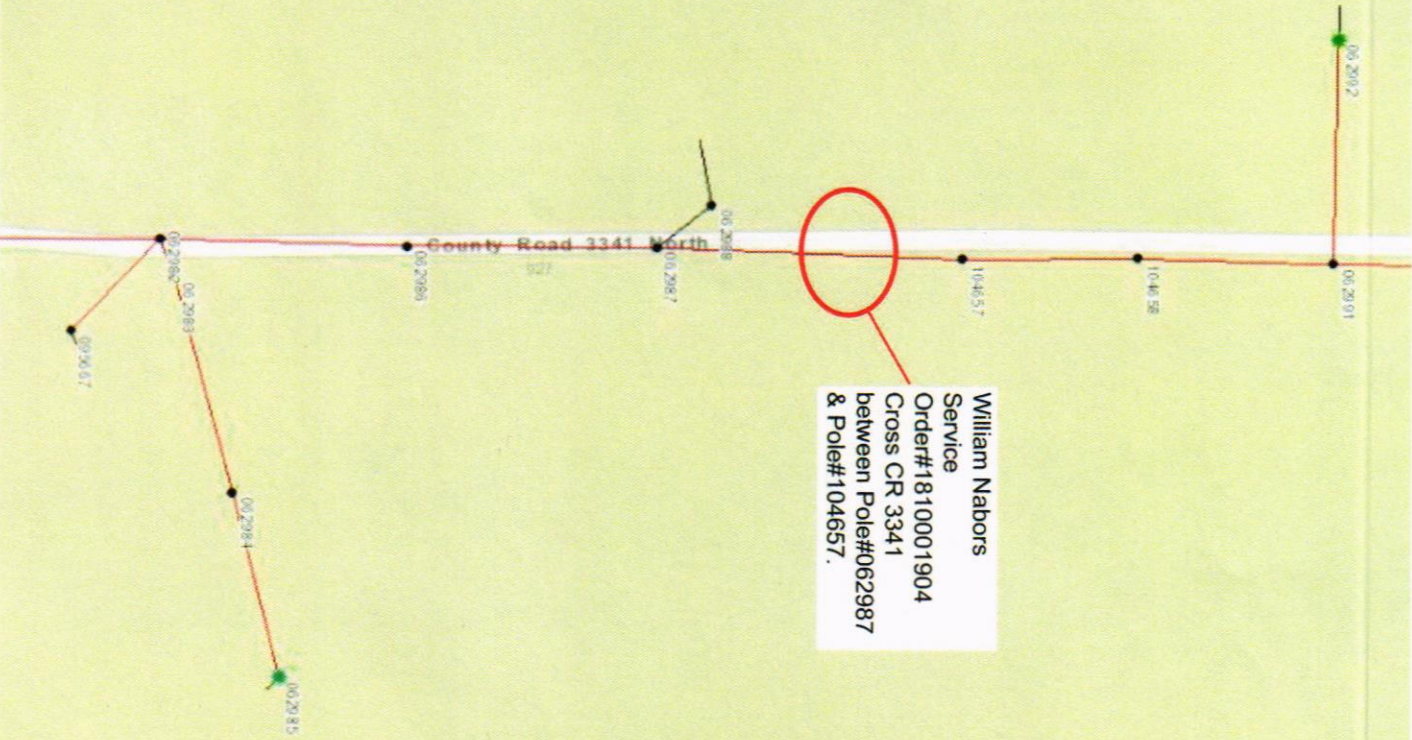 062992
062988
County Road 3341 North
927
062982
062983
062986
062987
104657
104658
062991
099667
William Nabors
Service
Order#1810001904
Cross CR 3341
between Pole#062987
& Pole#104657.
062984
062985